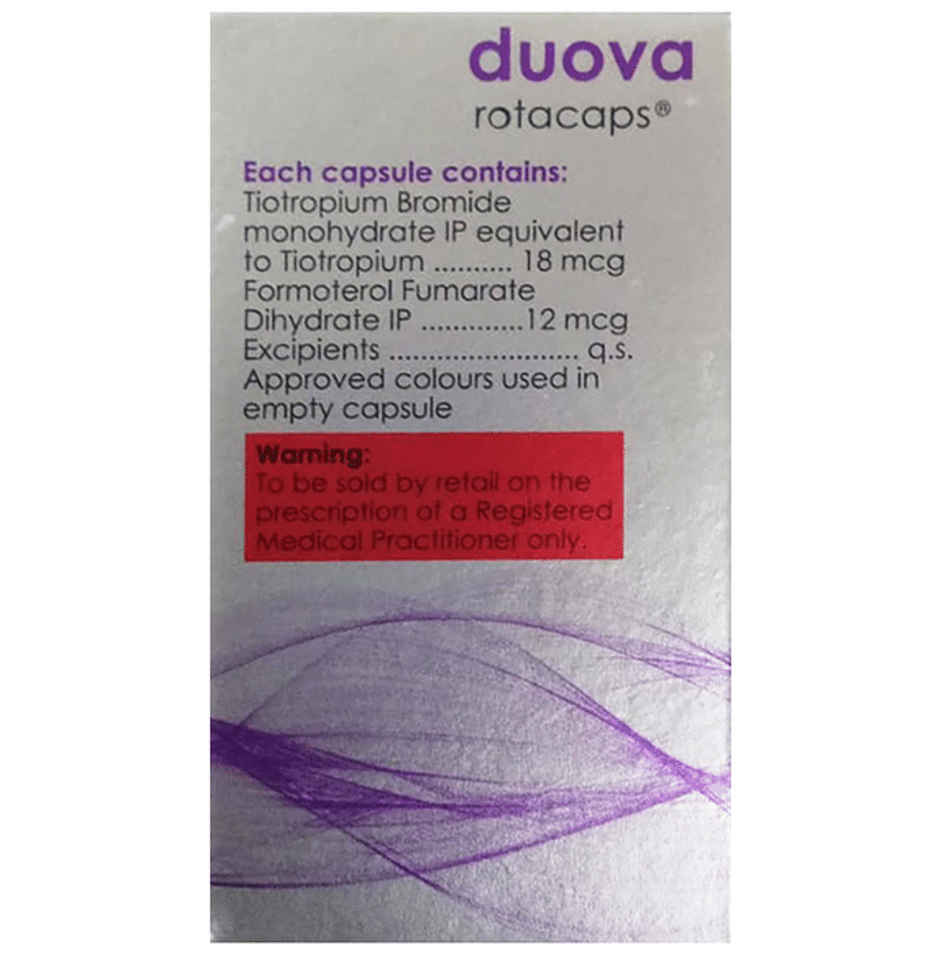 duova
rotacaps®
Each capsule contains:
Tiotropium Bromide
monohydrate IP equivalent
to Tiotropium .......... 18 mcg
Formoterol Fumarate
Dihydrate IP .............12 mcg
Excipients ........................ q.s.
Approved colours used in
empty capsule
Warning:
To be sold by retail on the
prescription of a Registered
Medical Practitioner only.